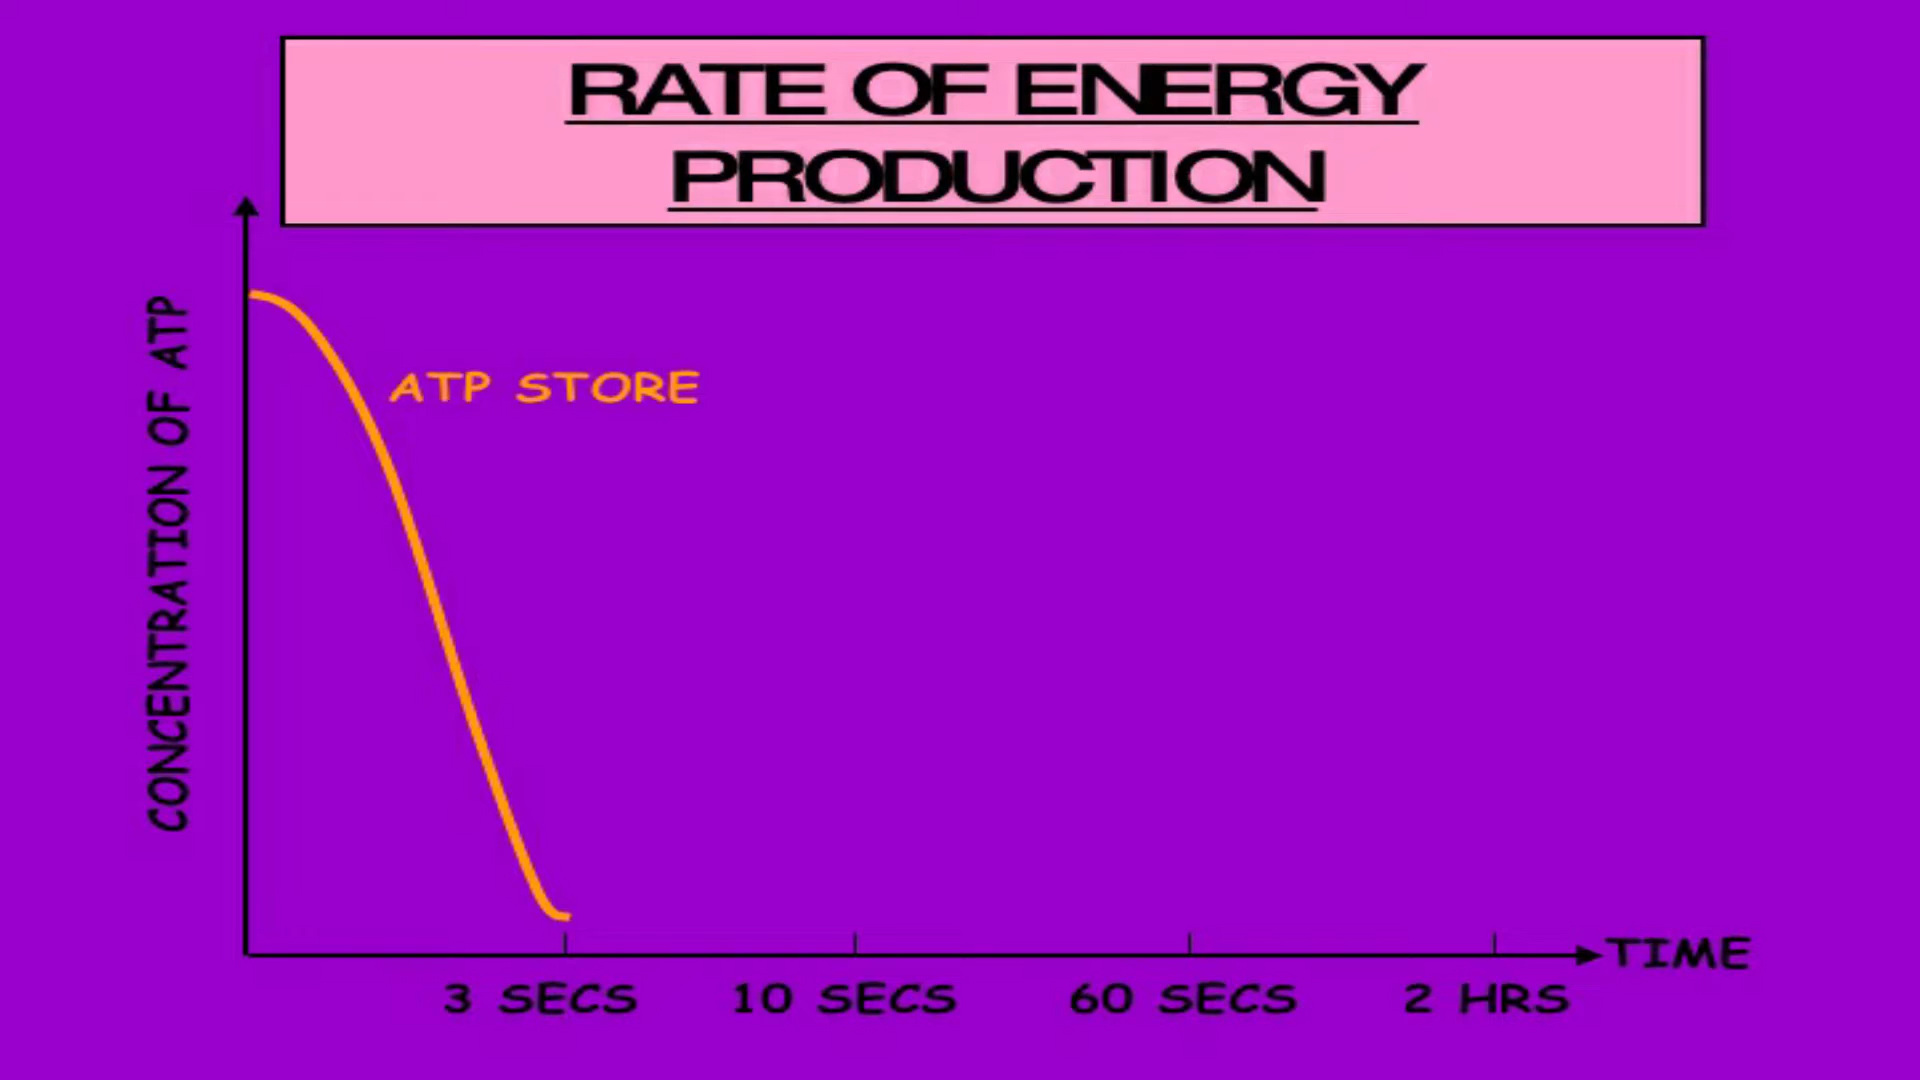 RATE OF ENERGY
PRODUCTION
CONCENTRATION OF ATP
ATP STORE
TIME
3 SECS
10 SECS
60 SECS
2 HRS